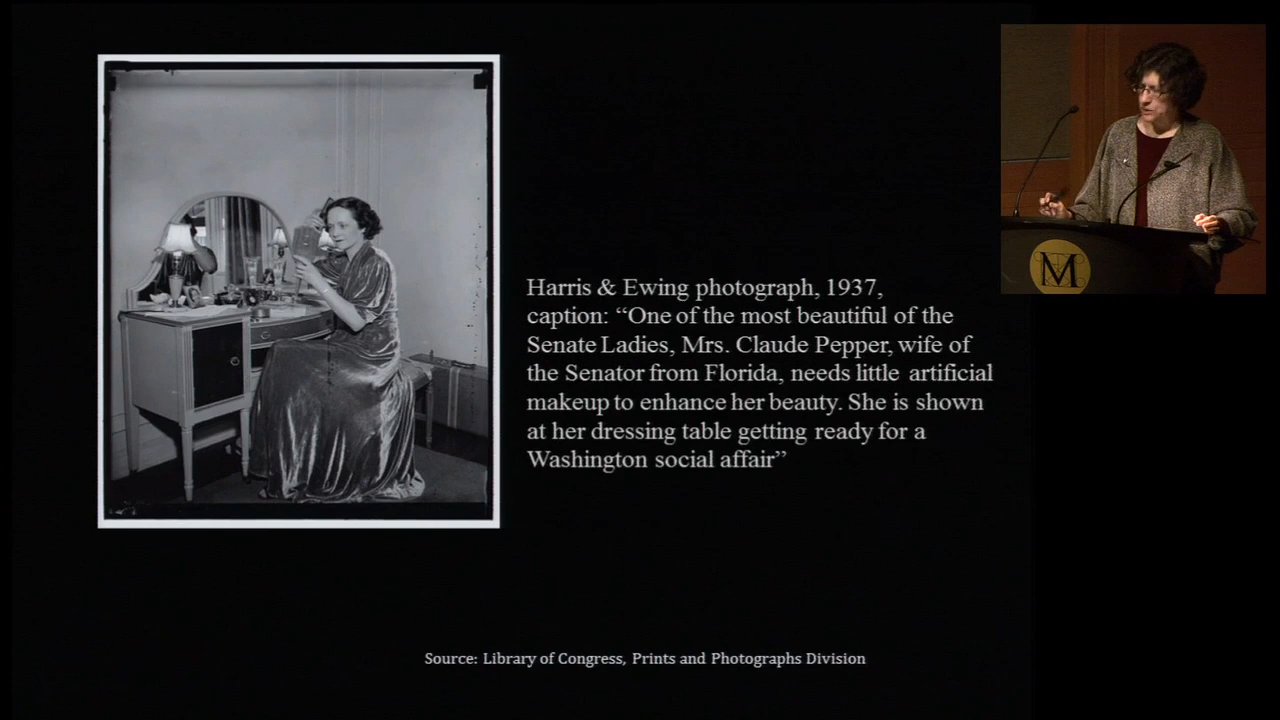 Harris & Ewing photograph, 1937,
caption: “One of the most beautiful of the
Senate Ladies, Mrs. Claude Pepper, wife of
the Senator from Florida, needs little artificial
makeup to enhance her beauty. She is shown
at her dressing table getting ready for a
Washington social affair”
M
Source: Library of Congress, Prints and Photographs Division